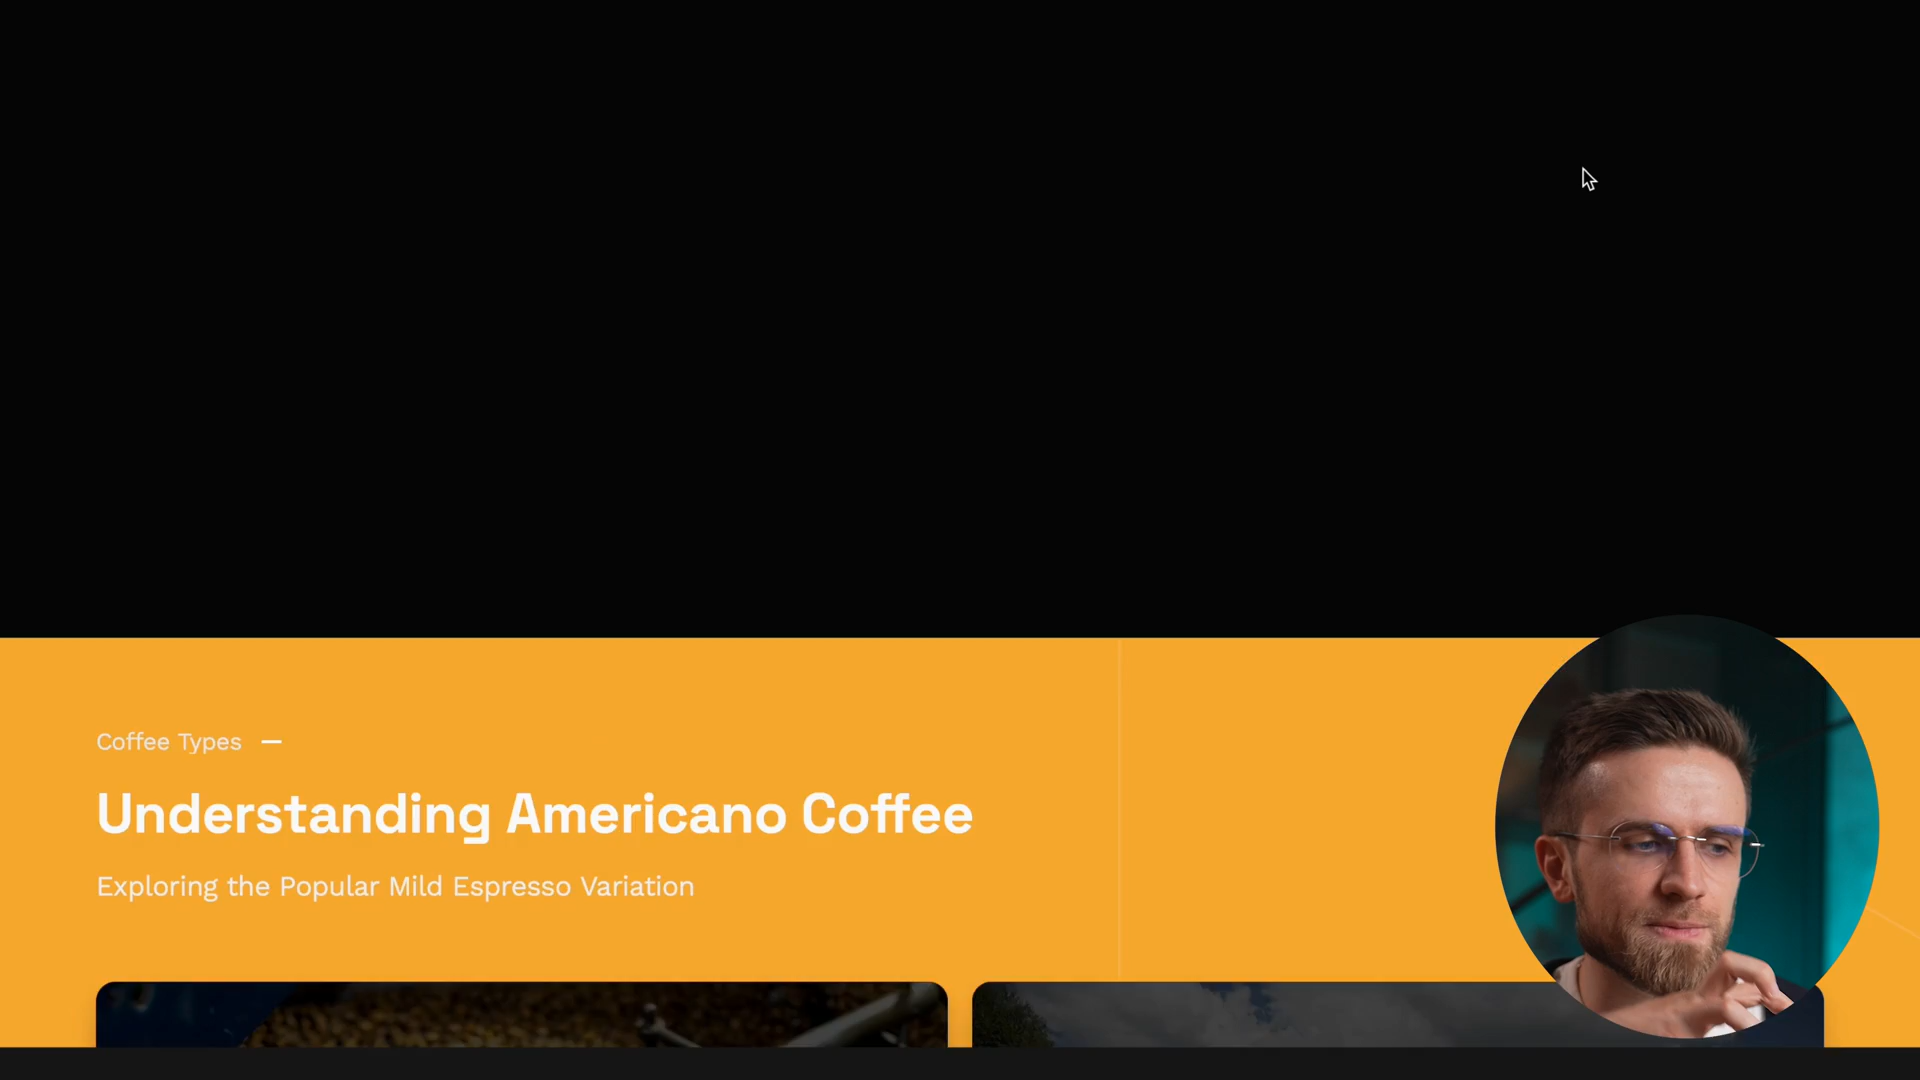 Coffee Types
Understanding Americano Coffee
Exploring the Popular Mild Espresso Variation